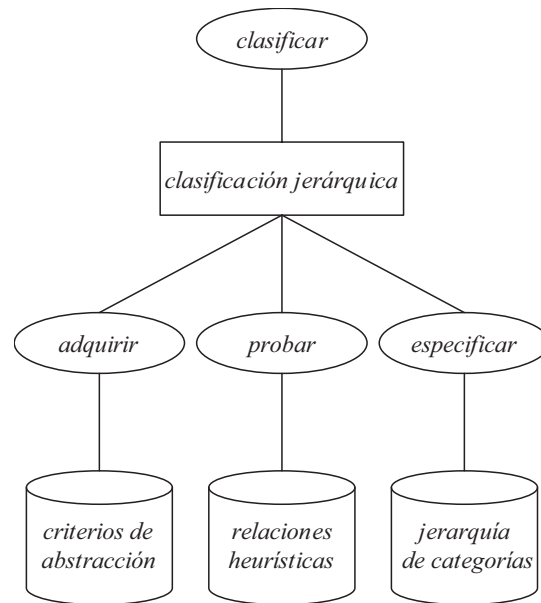 clasificar
clasificación jerárquica
adquirir
probar
especificar
criterios de
abstracción
relaciones
heurísticas
jerarquía
de categorías